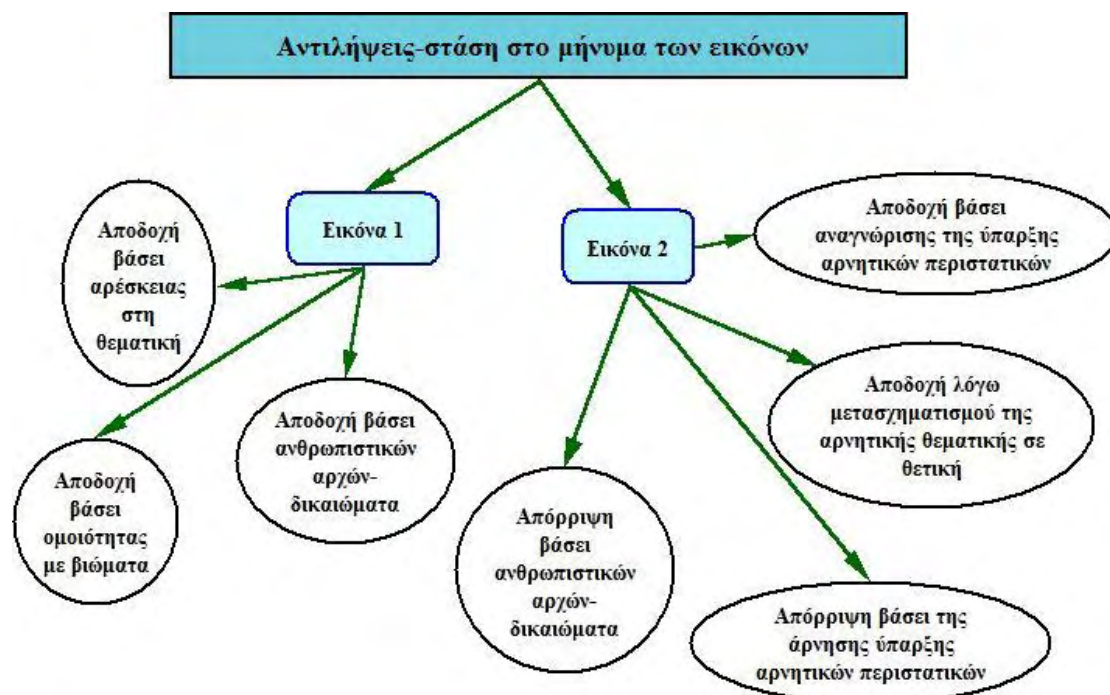 Αντιλήψεις-στάση στο μήνυμα των εικόνων
Εικόνα 1
Αποδοχή
βάσει
αρέσκειας
στη
θεματική
Αποδοχή
βάσει
ομοιότητας
με βιώματα
Αποδοχή βάσει
ανθρωπιστικών
αρχών-
δικαιώματα
Εικόνα 2
Αποδοχή βάσει
αναγνώρισης της ύπαρξης
αρνητικών περιστατικών
Αποδοχή λόγω
μετασχηματισμού της
αρνητικής θεματικής σε
θετική
Απόρριψη
βάσει
ανθρωπιστικών
αρχών-
δικαιώματα
Απόρριψη βάσει της
άρνησης ύπαρξης
αρνητικών περιστατικών